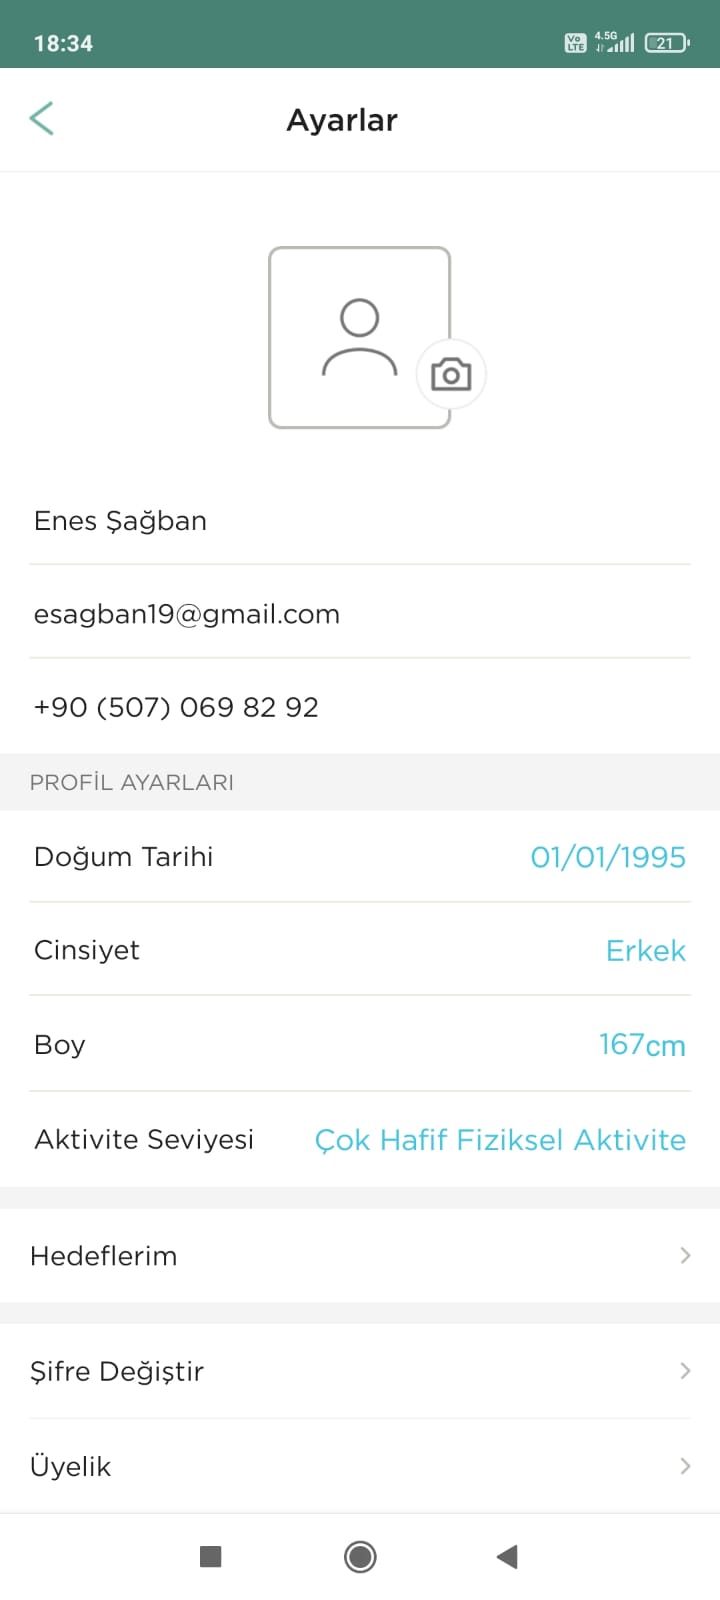 18:34
Vo LTE 4.5G 21
Ayarlar
Enes Şağban
esagban19@gmail.com
+90 (507) 069 82 92
PROFİL AYARLARI
Doğum Tarihi 01/01/1995
Cinsiyet Erkek
Boy 167cm
Aktivite Seviyesi Çok Hafif Fiziksel Aktivite
Hedeflerim
Şifre Değiştir
Üyelik